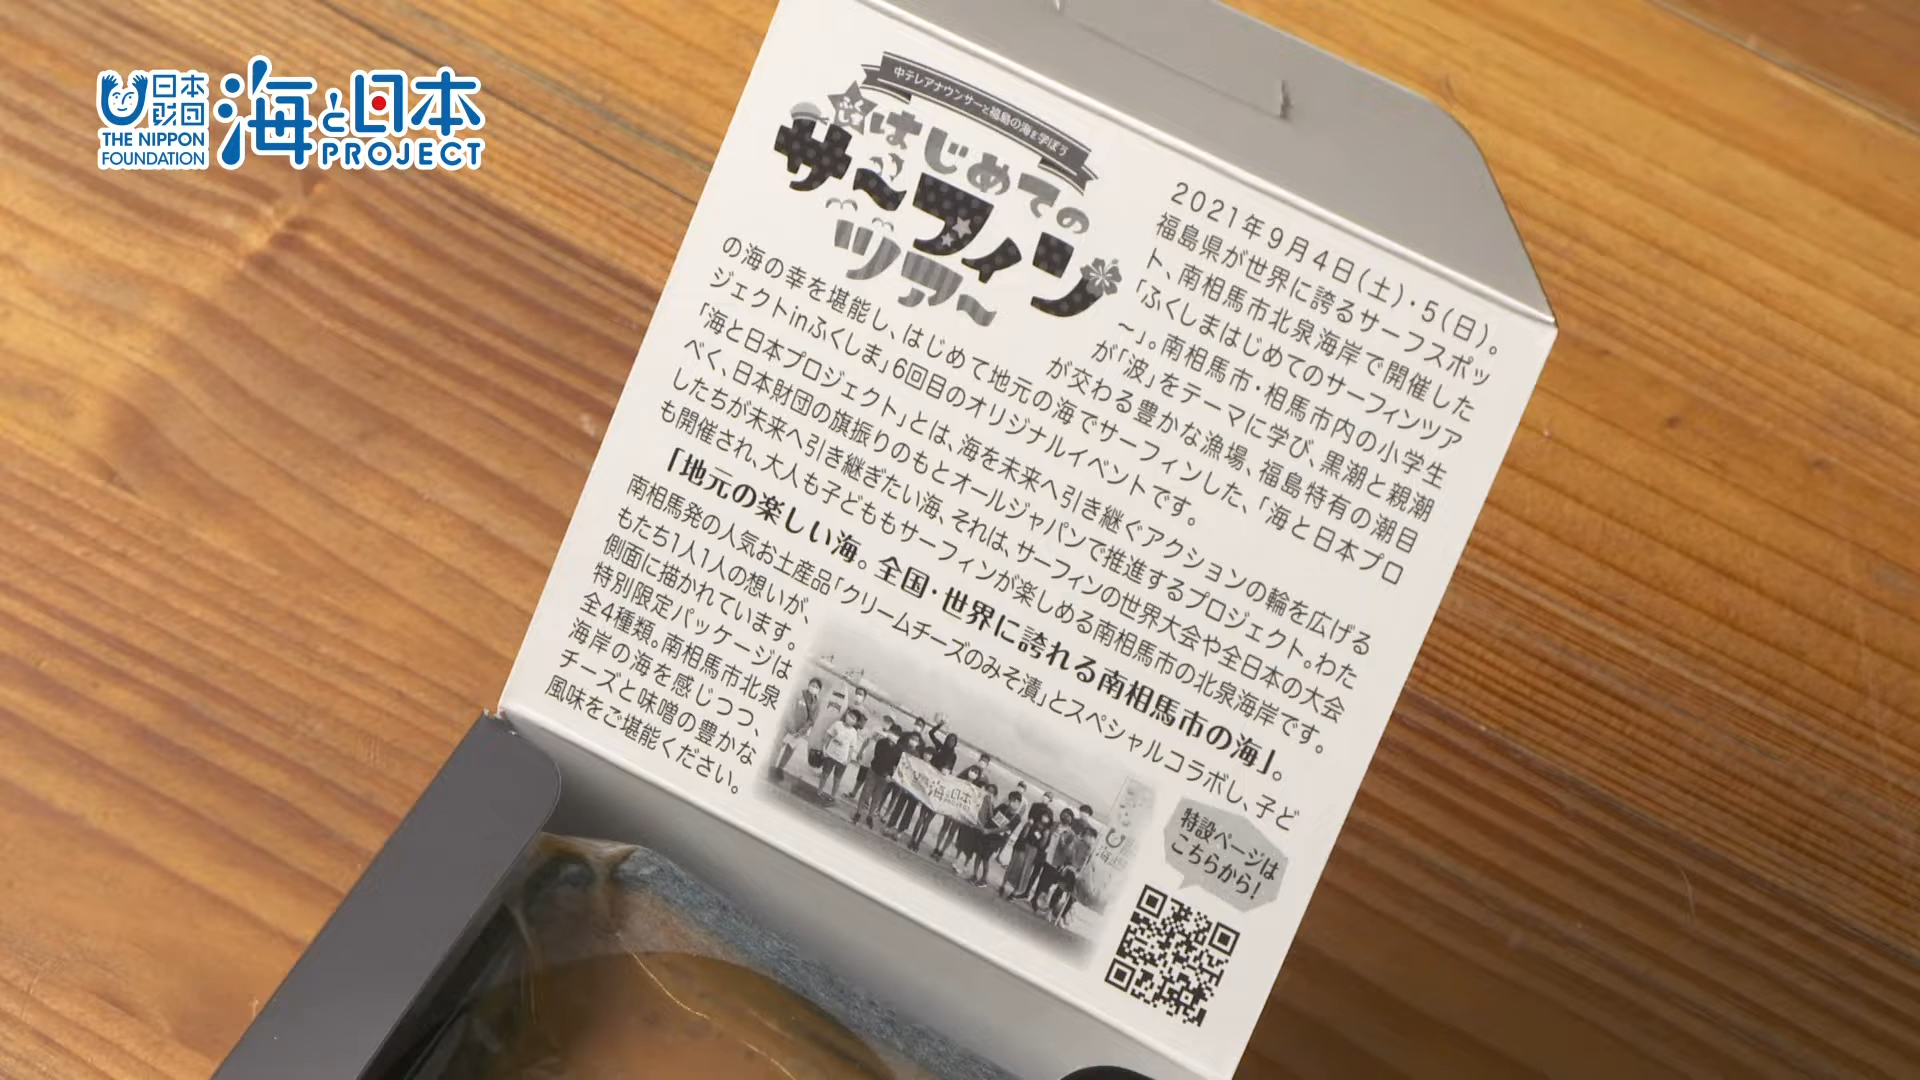 日本
財団
THE NIPPON
FOUNDATION
海と日本
PROJECT
中テレアナウンサーと福島の海を学ぼう
ふくしま
はじめての
サーフィン
ツアー
2021年9月4日(土)・5(日)。
福島県が世界に誇るサーフスポッ
ト、南相馬市北泉海岸で開催した
「ふくしまはじめてのサーフィンツア
~」。南相馬市・相馬市内の小学生
が「波」をテーマに学び、黒潮と親潮
が交わる豊かな漁場、福島特有の潮目
の海の幸を堪能し、はじめて地元の海でサーフィンした、「海と日本プロ
ジェクトinふくしま」6回目のオリジナルイベントです。
「海と日本プロジェクト」とは、海を未来へ引き継ぐアクションの輪を広げる
べく、日本財団の旗振りのもとオールジャパンで推進するプロジェクト。わた
したちが未来へ引き継ぎたい海、それは、サーフィンの世界大会や全日本の大会
も開催され、大人も子どももサーフィンが楽しめる南相馬市の北泉海岸です。
「地元の楽しい海。全国・世界に誇れる南相馬市の海」。
南相馬発の人気お土産品「クリームチーズのみそ漬」とスペシャルコラボし、子ど
もたち1人1人の想いが、
側面に描かれています。
特別限定パッケージは
全4種類。南相馬市北泉
海岸の海を感じつつ、
チーズと味噌の豊かな
風味をご堪能ください。
海と日本
特設ページは
こちらから!